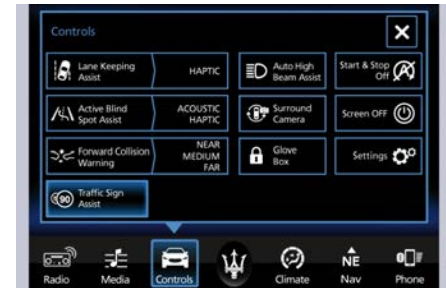 Controls
Lane Keeping
Assist
HAPTIC
Auto High
Beam Assist
Start & Stop
Off
Active Blind
Spot Assist
ACOUSTIC
HAPTIC
Surround
Camera
Screen OFF
Forward Collision
Warning
NEAR
MEDIUM
FAR
Glove
Box
Settings
90
Traffic Sign
Assist
Radio
Media
Controls
Climate
NE
Nav
Phone